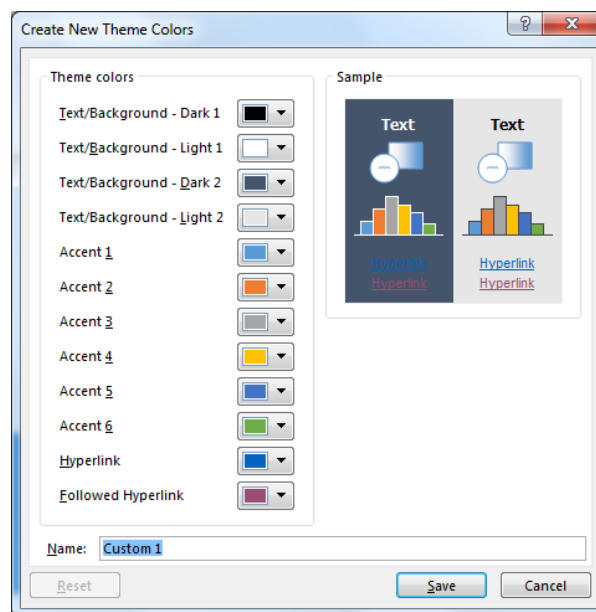 Create New Theme Colors
?
Theme colors
Text/Background - Dark 1
Text/Background - Light 1
Text/Background - Dark 2
Text/Background - Light 2
Accent 1
Accent 2
Accent 3
Accent 4
Accent 5
Accent 6
Hyperlink
Followed Hyperlink
Sample
Text Text
Hyperlink Hyperlink
Hyperlink Hyperlink
Name: Custom 1
Reset Save Cancel